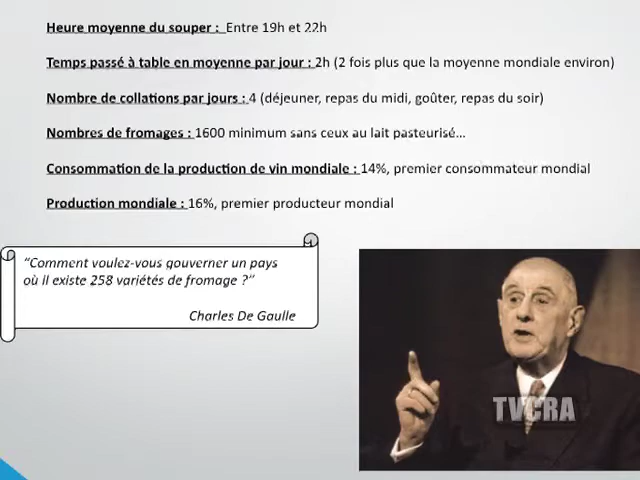 Heure moyenne du souper : Entre 19h et 22h
Temps passé à table en moyenne par jour : 2h (2 fois plus que la moyenne mondiale environ)
Nombre de collations par jours : 4 (déjeuner, repas du midi, goûter, repas du soir)
Nombres de fromages : 1600 minimum sans ceux au lait pasteurisé...
Consommation de la production de vin mondiale : 14%, premier consommateur mondial
Production mondiale : 16%, premier producteur mondial
“Comment voulez-vous gouverner un pays
où il existe 258 variétés de fromage ?”
Charles De Gaulle
TVCRA